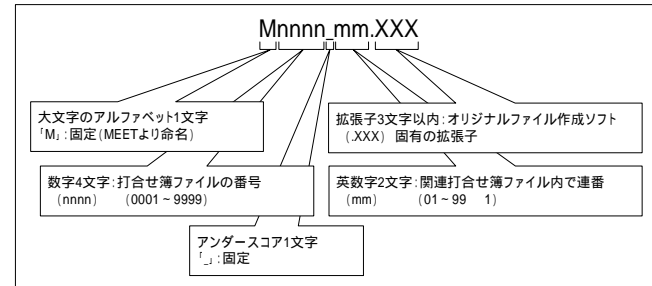 Mnnnn_mm.XXX
大文字のアルファベット1文字
「M」:固定(MEETより命名)
拡張子3文字以内:オリジナルファイル作成ソフト
(.XXX) 固有の拡張子
数字4文字:打合せ簿ファイルの番号
(nnnn) (0001~9999)
英数字2文字:関連打合せ簿ファイル内で連番
(mm) (01~99 1)
アンダースコア1文字
「_」:固定